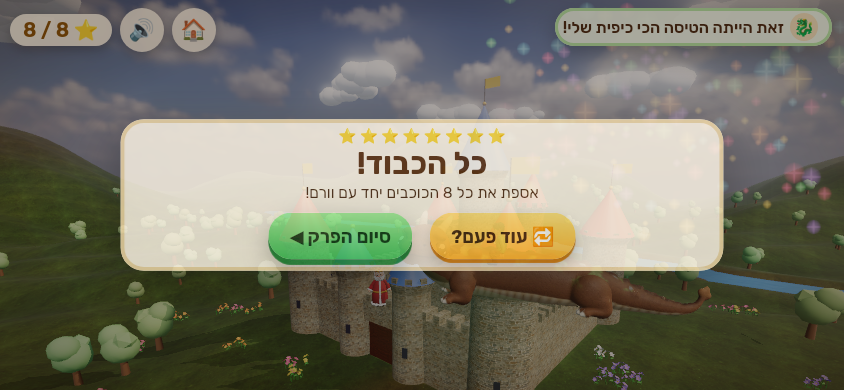 זאת הייתה הטיסה הכי כיפית שלי!
8 / 8
כל הכבוד!
אספת את כל 8 הכוכבים יחד עם וורם!
עוד פעם?
סיום הפרק ◀